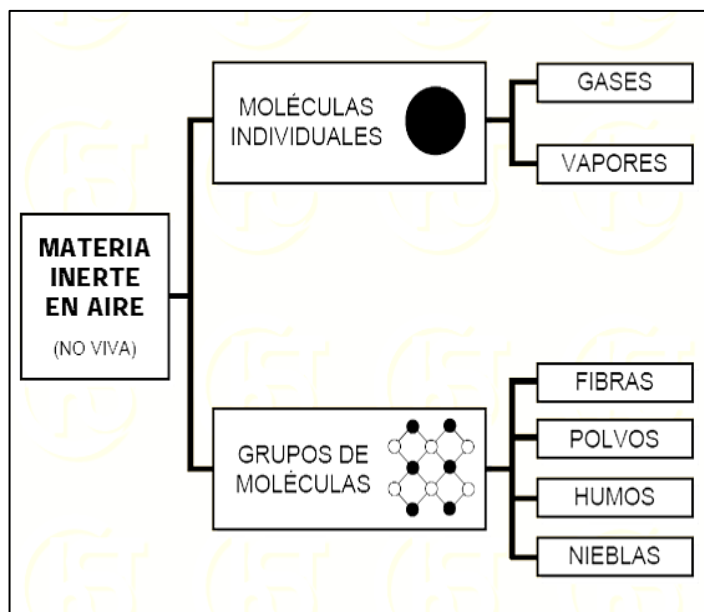 MOLÉCULAS
INDIVIDUALES
GASES
VAPORES
MATERIA
INERTE
EN AIRE
(NO VIVA)
GRUPOS DE
MOLÉCULAS
FIBRAS
POLVOS
HUMOS
NIEBLAS